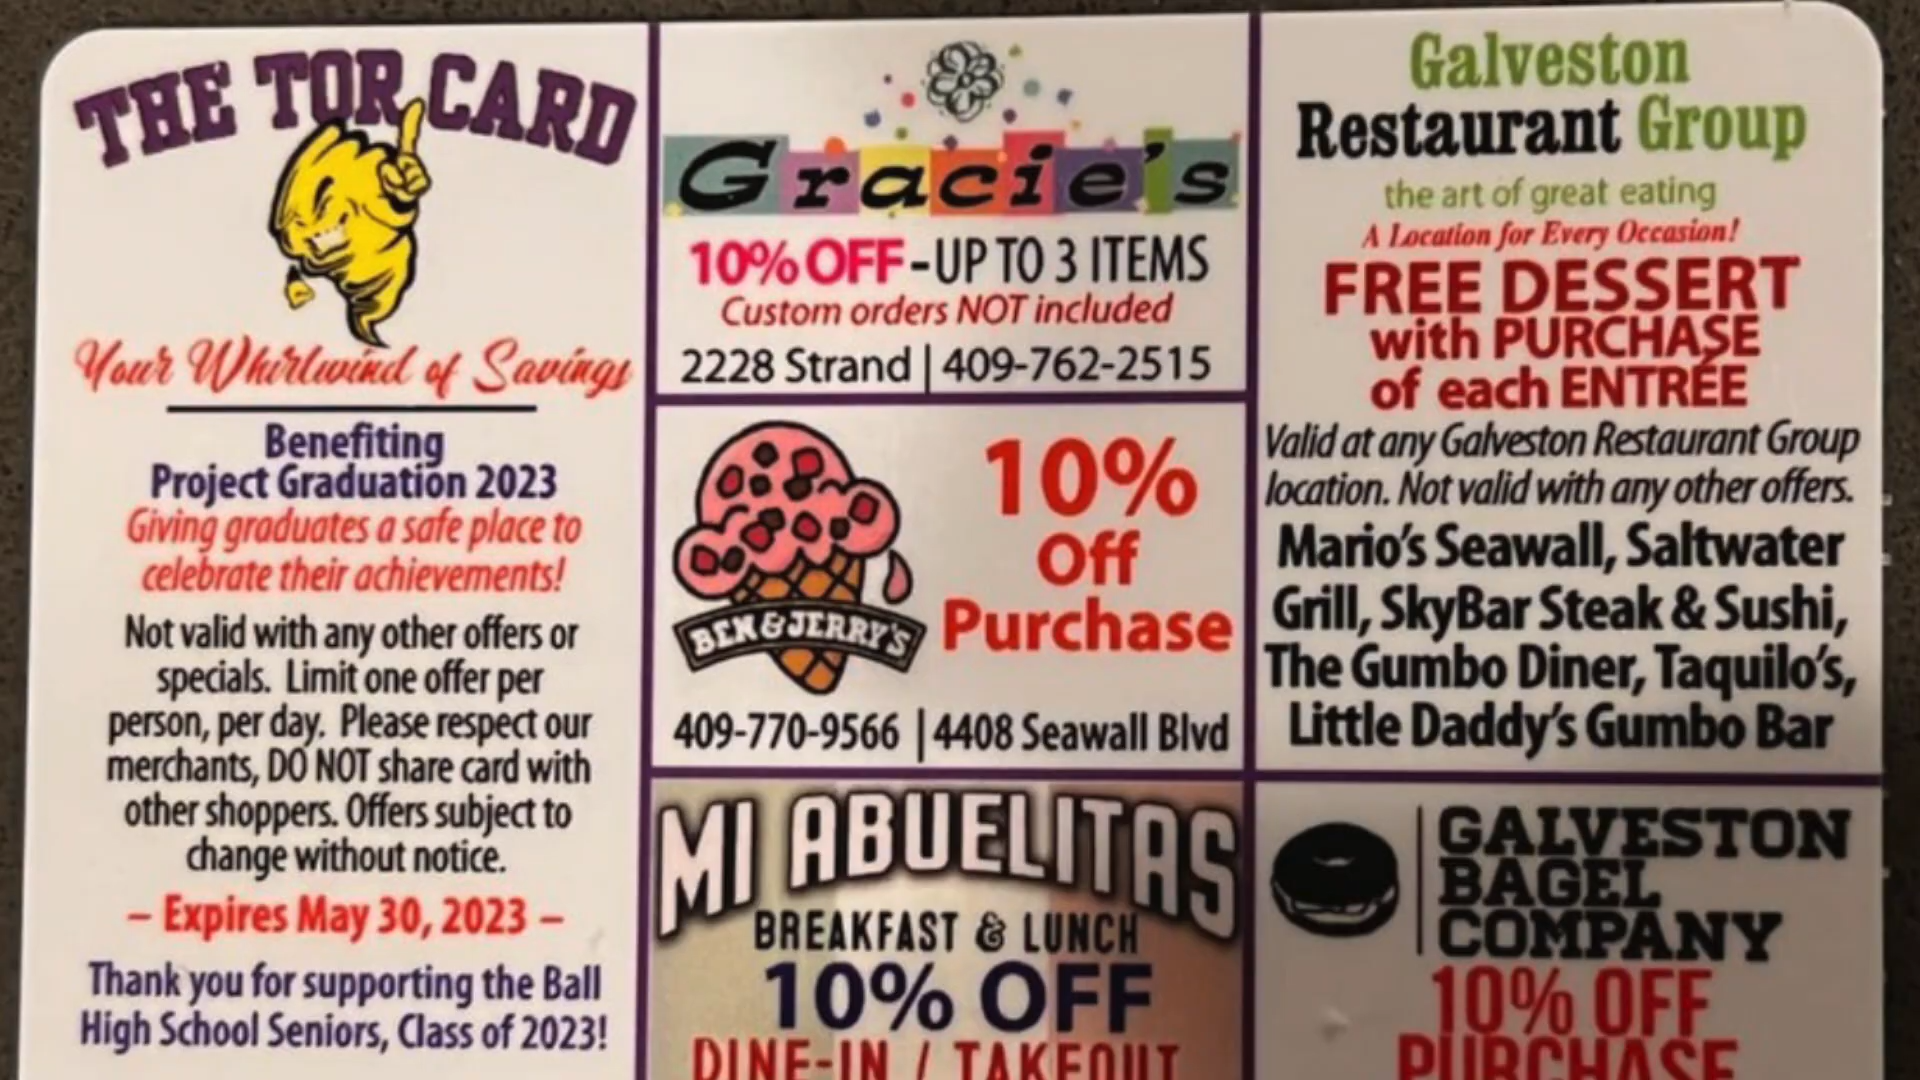 THE TOR CARD
Your Whirlwind of Savings
Benefiting
Project Graduation 2023
Giving graduates a safe place to
celebrate their achievements!
Not valid with any other offers or
specials. Limit one offer per
person, per day. Please respect our
merchants, DO NOT share card with
other shoppers. Offers subject to
change without notice.
– Expires May 30, 2023 –
Thank you for supporting the Ball
High School Seniors, Class of 2023!
Gracie's
10% OFF - UP TO 3 ITEMS
Custom orders NOT included
2228 Strand | 409-762-2515
BEN & JERRY'S
10%
Off
Purchase
409-770-9566 | 4408 Seawall Blvd
MI ABUELITAS
BREAKFAST & LUNCH
10% OFF
DINE-IN / TAKEOUT
Galveston
Restaurant Group
the art of great eating
A Location for Every Occasion!
FREE DESSERT
with PURCHASE
of each ENTRÉE
Valid at any Galveston Restaurant Group
location. Not valid with any other offers.
Mario's Seawall, Saltwater
Grill, SkyBar Steak & Sushi,
The Gumbo Diner, Taquilo's,
Little Daddy's Gumbo Bar
GALVESTON
BAGEL
COMPANY
10% OFF
PURCHASE